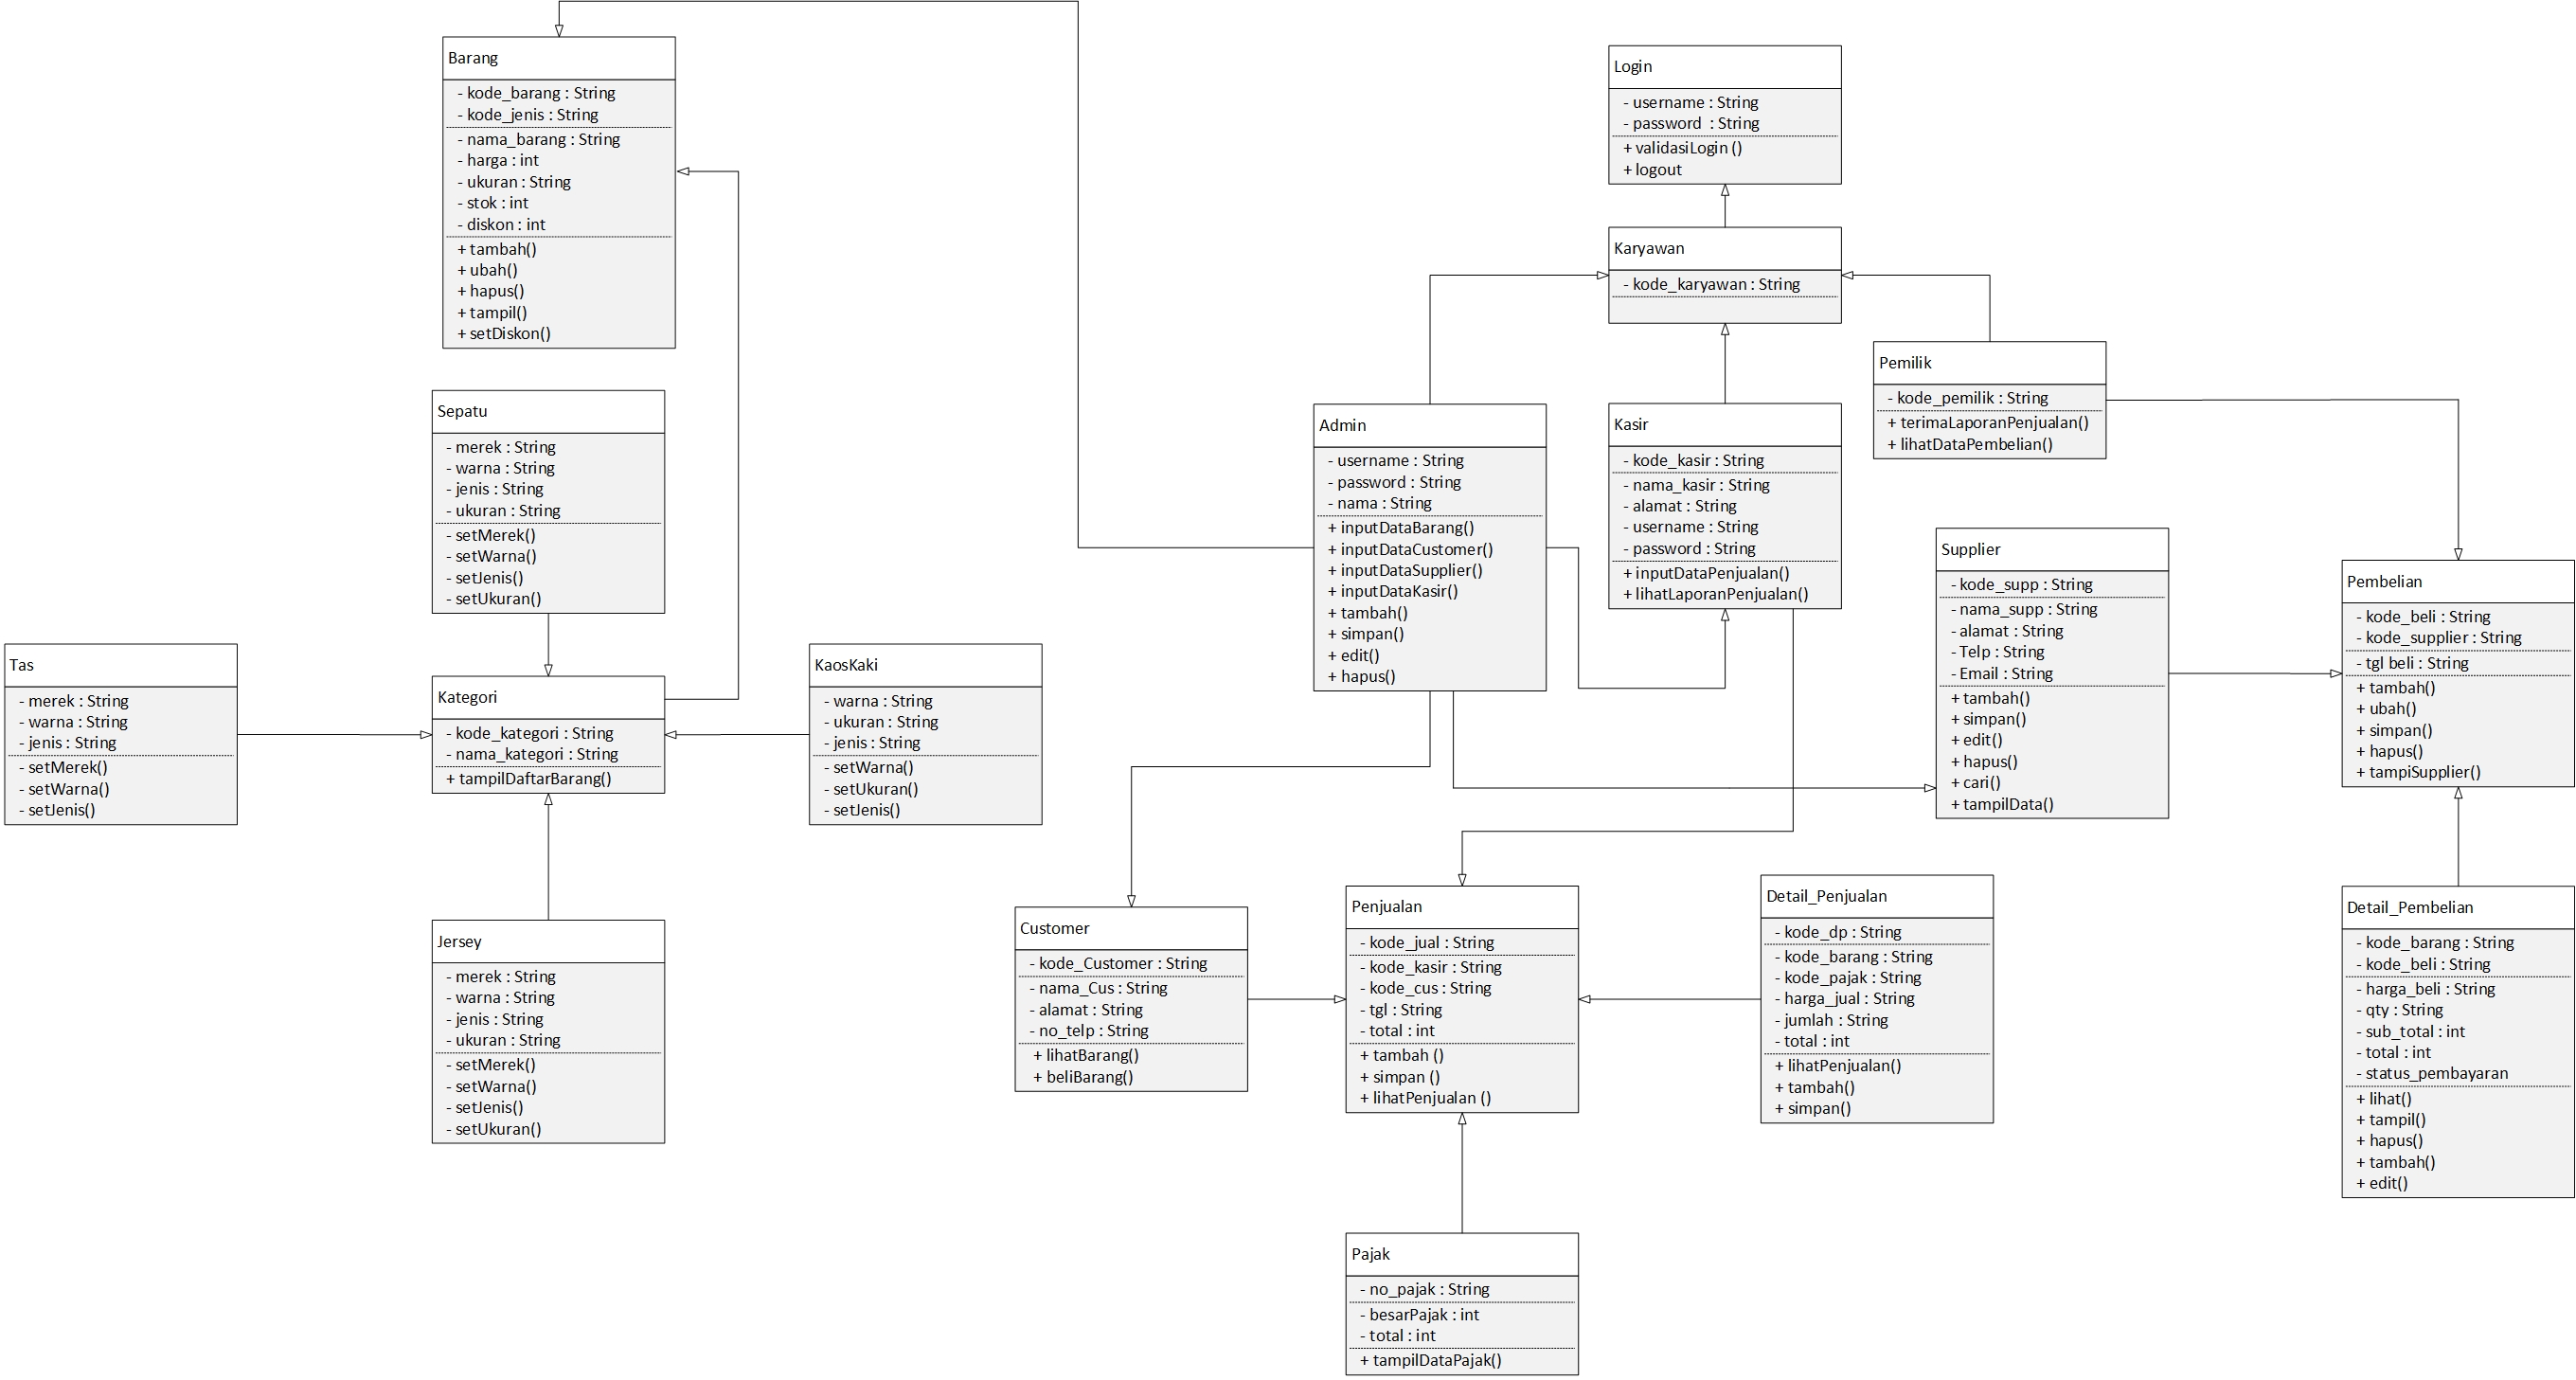 Barang
- kode_barang : String
- kode_jenis : String
- nama_barang : String
- harga : int
- ukuran : String
- stok : int
- diskon : int
+ tambah()
+ ubah()
+ hapus()
+ tampil()
+ setDiskon()
Login
- username : String
- password  : String
+ validasiLogin ()
+ logout
Karyawan
- kode_karyawan : String
Pemilik
- kode_pemilik : String
+ terimaLaporanPenjualan()
+ lihatDataPembelian()
Sepatu
- merek : String
- warna : String
- jenis : String
- ukuran : String
- setMerek()
- setWarna()
- setJenis()
- setUkuran()
Admin
- username : String
- password : String
- nama : String
+ inputDataBarang()
+ inputDataCustomer()
+ inputDataSupplier()
+ inputDataKasir()
+ tambah()
+ simpan()
+ edit()
+ hapus()
Kasir
- kode_kasir : String
- nama_kasir : String
- alamat : String
- username : String
- password : String
+ inputDataPenjualan()
+ lihatLaporanPenjualan()
Supplier
- kode_supp : String
- nama_supp : String
- alamat : String
- Telp : String
- Email : String
+ tambah()
+ simpan()
+ edit()
+ hapus()
+ cari()
+ tampilData()
Pembelian
- kode_beli : String
- kode_supplier : String
- tgl beli : String
+ tambah()
+ ubah()
+ simpan()
+ hapus()
+ tampiSupplier()
Tas
- merek : String
- warna : String
- jenis : String
- setMerek()
- setWarna()
- setJenis()
Kategori
- kode_kategori : String
- nama_kategori : String
+ tampilDaftarBarang()
KaosKaki
- warna : String
- ukuran : String
- jenis : String
- setWarna()
- setUkuran()
- setJenis()
Jersey
- merek : String
- warna : String
- jenis : String
- ukuran : String
- setMerek()
- setWarna()
- setJenis()
- setUkuran()
Customer
- kode_Customer : String
- nama_Cus : String
- alamat : String
- no_telp : String
+ lihatBarang()
+ beliBarang()
Penjualan
- kode_jual : String
- kode_kasir : String
- kode_cus : String
- tgl : String
- total : int
+ tambah ()
+ simpan ()
+ lihatPenjualan ()
Detail_Penjualan
- kode_dp : String
- kode_barang : String
- kode_pajak : String
- harga_jual : String
- jumlah : String
- total : int
+ lihatPenjualan()
+ tambah()
+ simpan()
Detail_Pembelian
- kode_barang : String
- kode_beli : String
- harga_beli : String
- qty : String
- sub_total : int
- total : int
- status_pembayaran
+ lihat()
+ tampil()
+ hapus()
+ tambah()
+ edit()
Pajak
- no_pajak : String
- besarPajak : int
- total : int
+ tampilDataPajak()